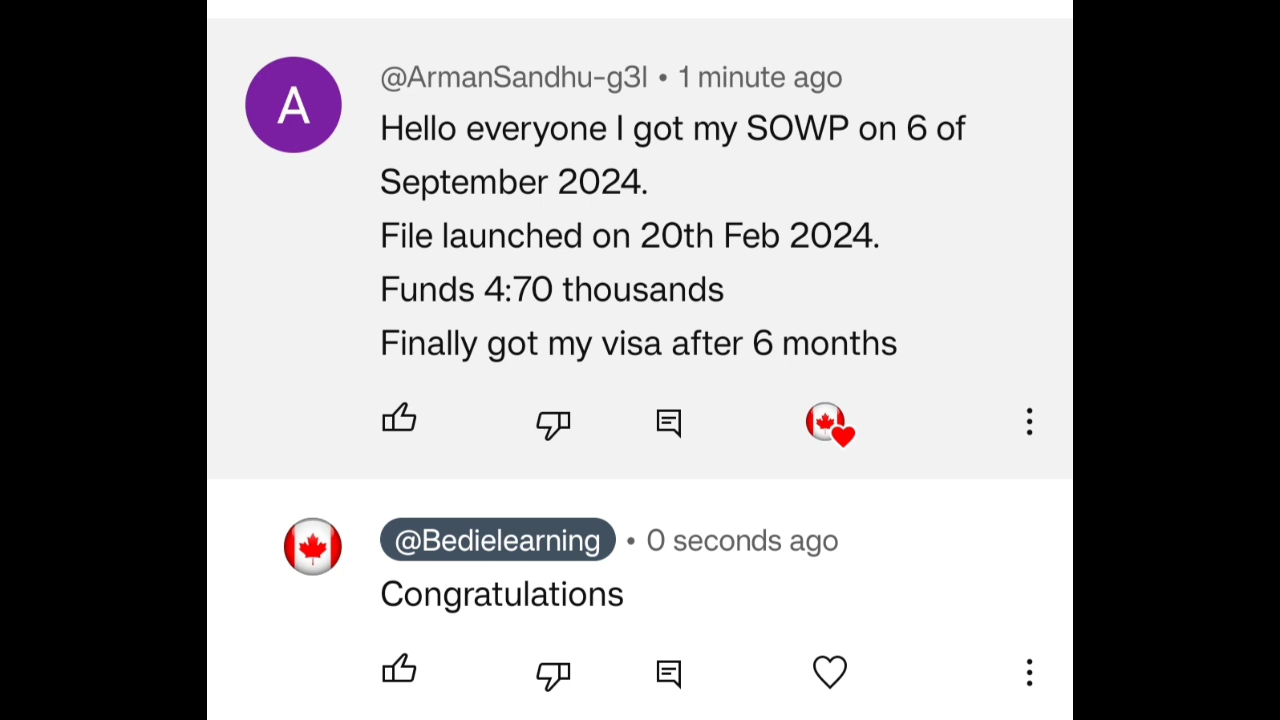 A
@ArmanSandhu-g3l • 1 minute ago
Hello everyone I got my SOWP on 6 of
September 2024.
File launched on 20th Feb 2024.
Funds 4:70 thousands
Finally got my visa after 6 months
@Bedielearning • 0 seconds ago
Congratulations